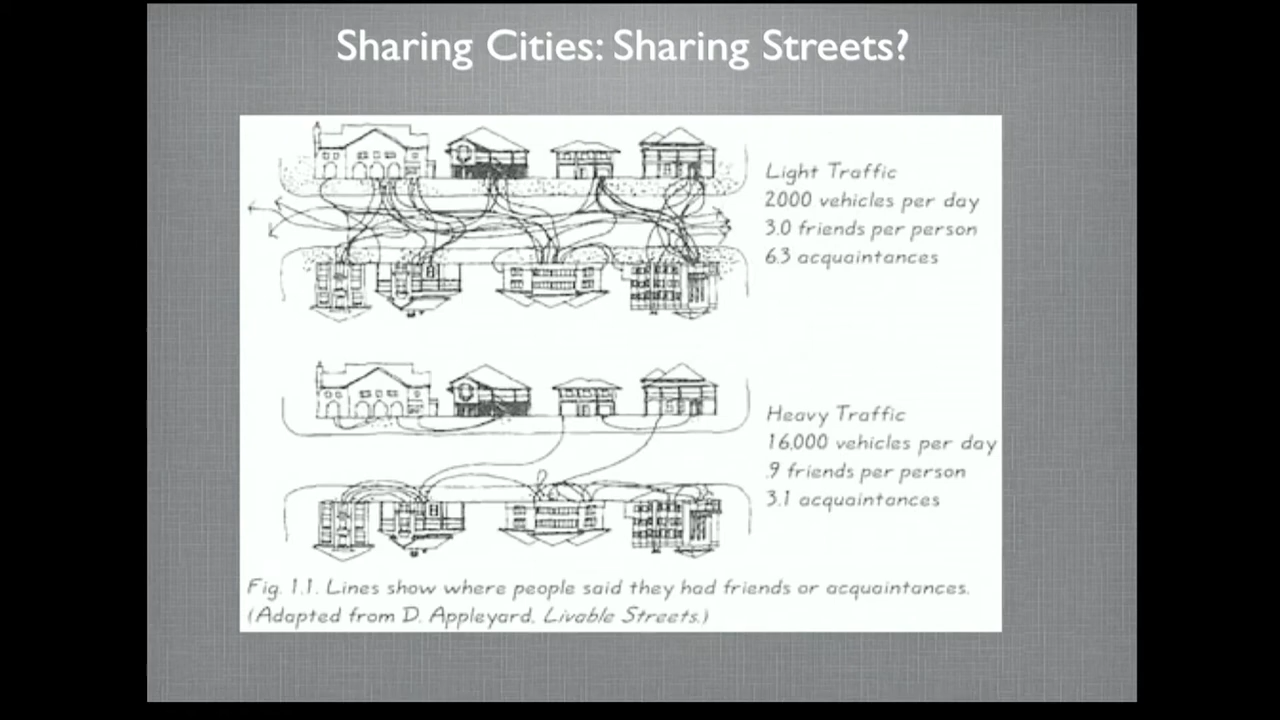 Sharing Cities: Sharing Streets?
Light Traffic
2000 vehicles per day
3.0 friends per person
6.3 acquaintances
Heavy Traffic
16,000 vehicles per day
.9 friends per person
3.1 acquaintances
Fig. 1.1. Lines show where people said they had friends or acquaintances.
(Adapted from D. Appleyard, Livable Streets.)